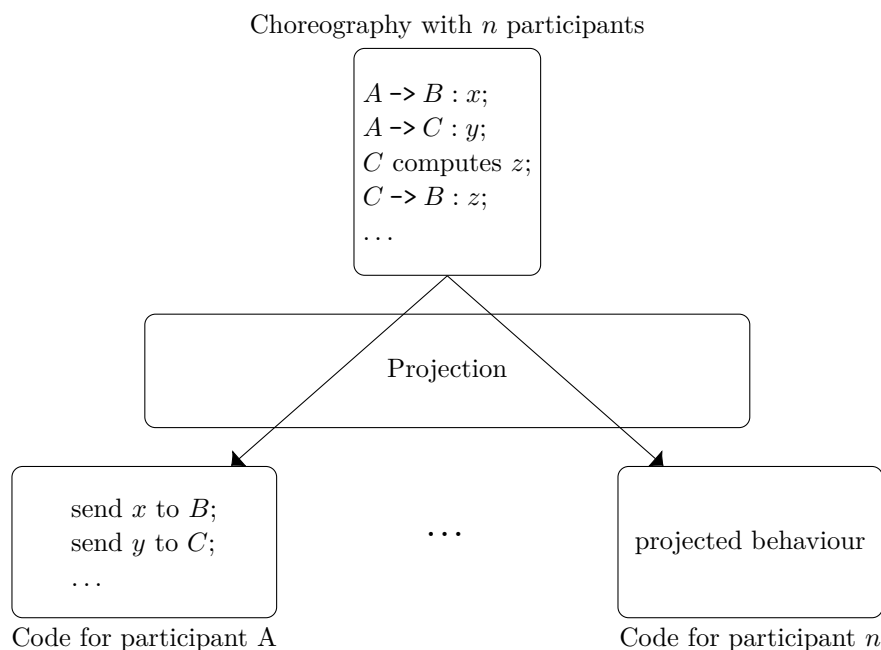 Choreography with n participants
A -> B : x;
A -> C : y;
C computes z;
C -> B : z;
...
Projection
send x to B;
send y to C;
...
...
projected behaviour
Code for participant A
Code for participant n